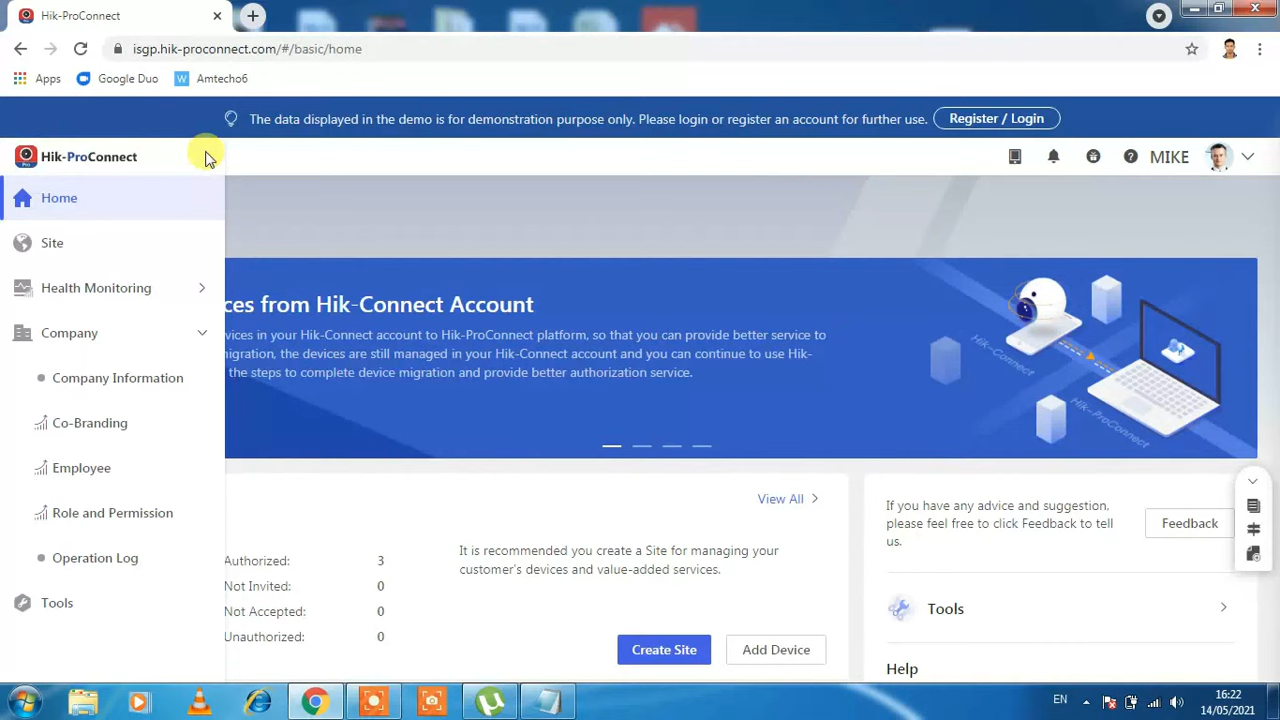 Hik-ProConnect
isgp.hik-proconnect.com/#/basic/home
Apps Google Duo Amtecho6
The data displayed in the demo is for demonstration purpose only. Please login or register an account for further use. Register / Login
Hik-ProConnect
MIKE
Home
Site
Health Monitoring
Company
Company Information
Co-Branding
Employee
Role and Permission
Operation Log
Tools
ces from Hik-Connect Account
vices in your Hik-Connect account to Hik-ProConnect platform, so that you can provide better service to
migration, the devices are still managed in your Hik-Connect account and you can continue to use Hik-
the steps to complete device migration and provide better authorization service.
Hik-Connect
Hik-ProConnect
View All
Authorized: 3
Not Invited: 0
Not Accepted: 0
Unauthorized: 0
It is recommended you create a Site for managing your
customer's devices and value-added services.
Create Site Add Device
If you have any advice and suggestion,
please feel free to click Feedback to tell
us.
Feedback
Tools
Help
EN
16:22
14/05/2021